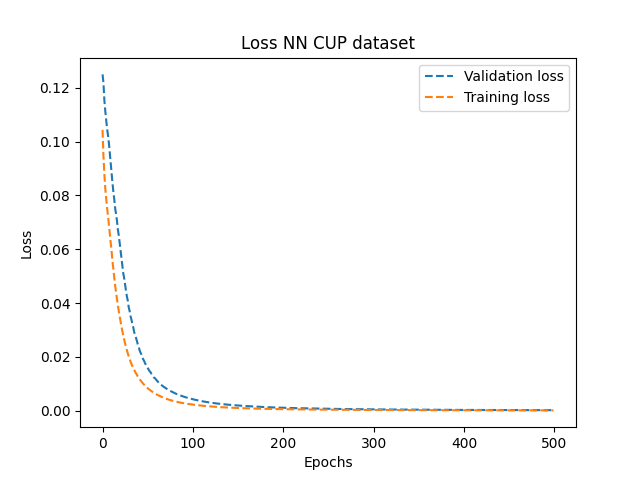 Loss NN CUP dataset
Validation loss
Training loss
0.12
0.10
0.08
0.06
0.04
0.02
0.00
Loss
0 100 200 300 400 500
Epochs